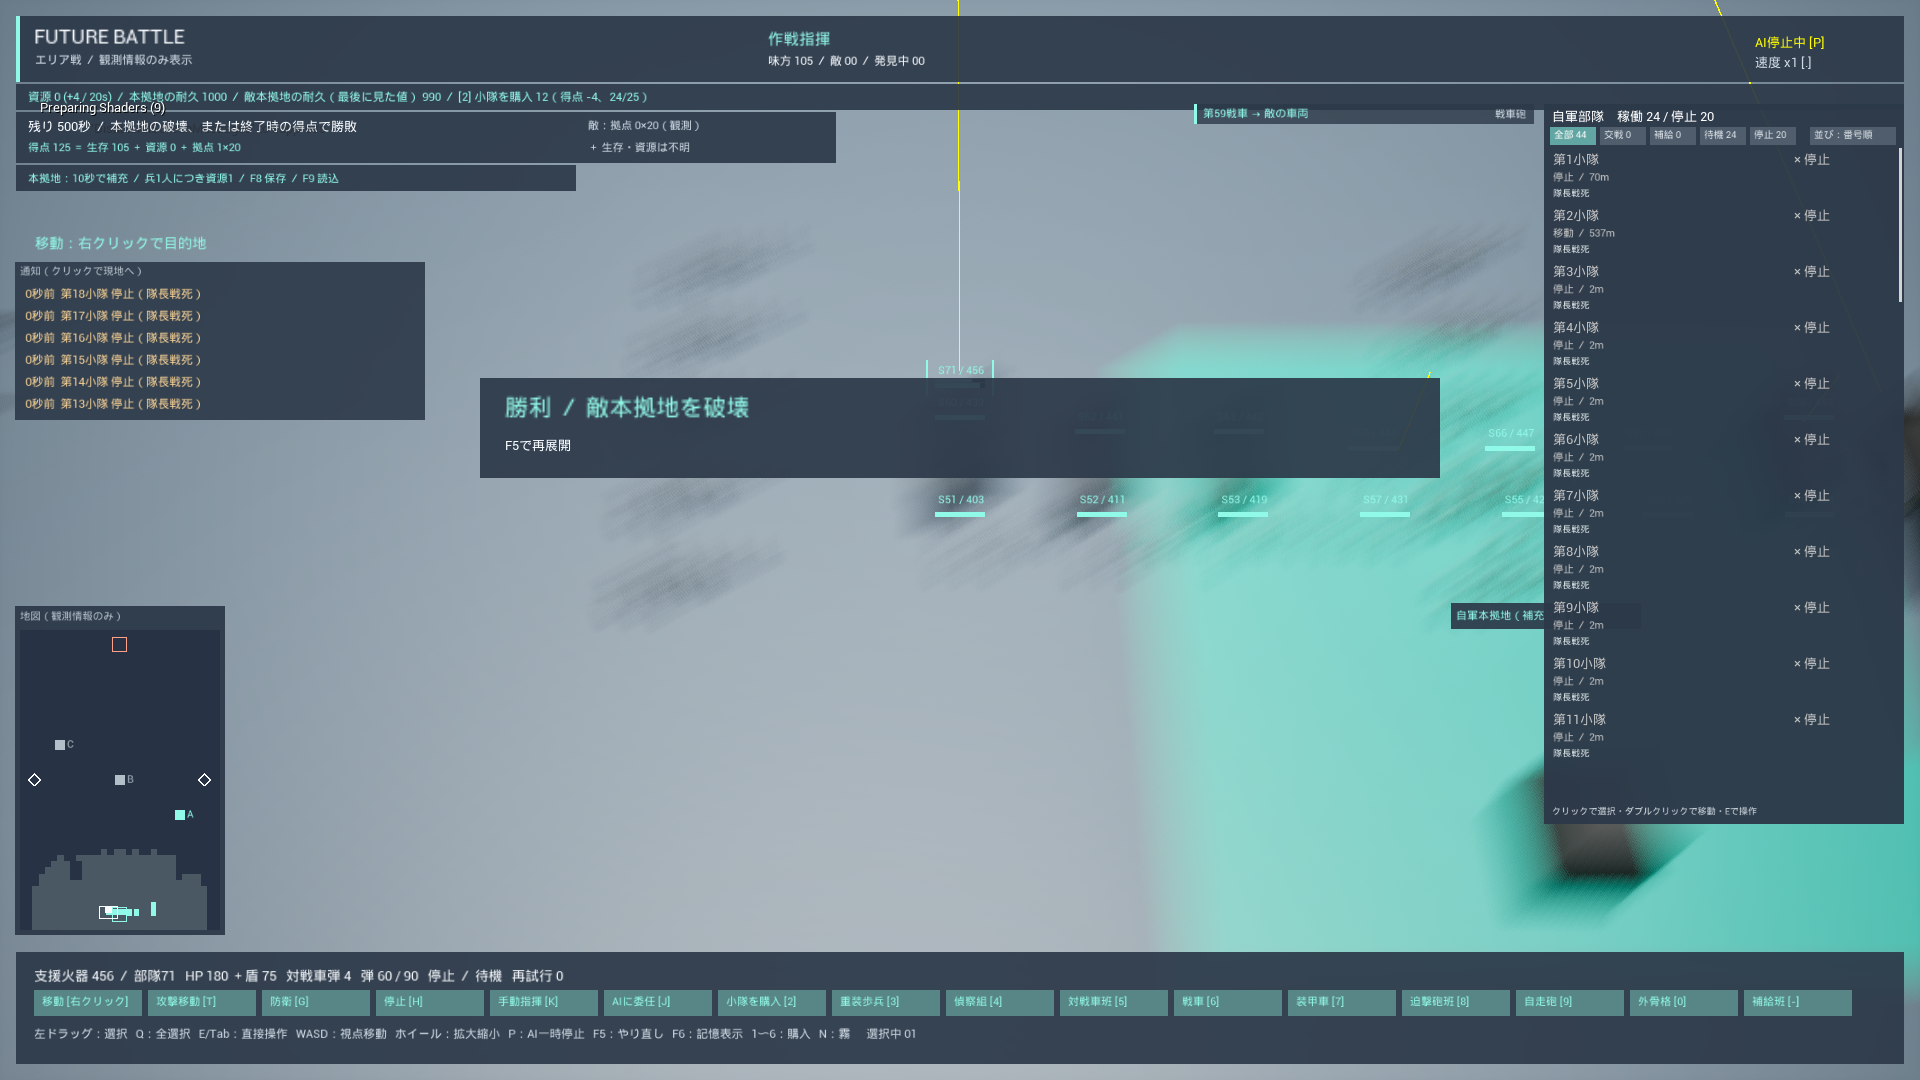 FUTURE BATTLE
エリア戦 / 観測情報のみ表示
作戦指揮
味方 105 / 敵 00 / 発見中 00
AI停止中 [P]
速度 x1 [.]
資源 0 (+4 / 20s) / 本拠地の耐久 1000 / 敵本拠地の耐久 ( 最後に見た値 ) 990 / [2] 小隊を購入 12 ( 得点 -4、24/25 )
Preparing Shaders (9)
残り 500秒 / 本拠地の破壊、または終了時の得点で勝敗
敵 : 拠点 0×20 ( 観測 )
得点 125 = 生存 105 + 資源 0 + 拠点 1×20
+ 生存・資源は不明
本拠地 : 10秒で補充 / 兵1人につき資源1 / F8 保存 / F9 読込
第59戦車 → 敵の車両
戦車砲
移動 : 右クリックで目的地
通知 ( クリックで現地へ )
0秒前 第18小隊 停止 ( 隊長戦死 )
0秒前 第17小隊 停止 ( 隊長戦死 )
0秒前 第16小隊 停止 ( 隊長戦死 )
0秒前 第15小隊 停止 ( 隊長戦死 )
0秒前 第14小隊 停止 ( 隊長戦死 )
0秒前 第13小隊 停止 ( 隊長戦死 )
S71 / 456
勝利 / 敵本拠地を破壊
F5で再展開
S66 / 447
S51 / 403
S52 / 411
S53 / 419
S57 / 431
S55 / 42
自軍本拠地 ( 補充
自軍部隊 稼働 24 / 停止 20
全部 44
交戦 0
補給 0
待機 24
停止 20
並び : 番号順
第1小隊
× 停止
停止 / 70m
隊長戦死
第2小隊
× 停止
移動 / 537m
隊長戦死
第3小隊
× 停止
停止 / 2m
隊長戦死
第4小隊
× 停止
停止 / 2m
隊長戦死
第5小隊
× 停止
停止 / 2m
隊長戦死
第6小隊
× 停止
停止 / 2m
隊長戦死
第7小隊
× 停止
停止 / 2m
隊長戦死
第8小隊
× 停止
停止 / 2m
隊長戦死
第9小隊
× 停止
停止 / 2m
隊長戦死
第10小隊
× 停止
停止 / 2m
隊長戦死
第11小隊
× 停止
停止 / 2m
隊長戦死
クリックで選択・ダブルクリックで移動・Eで操作
地図 ( 観測情報のみ )
C
B
A
支援火器 456 / 部隊71 HP 180 + 盾 75 対戦車弾 4 弾 60 / 90 停止 / 待機 再試行 0
移動 [右クリック]
攻撃移動 [T]
防衛 [G]
停止 [H]
手動指揮 [K]
AIに委任 [J]
小隊を購入 [2]
重装歩兵 [3]
偵察組 [4]
対戦車班 [5]
戦車 [6]
装甲車 [7]
迫撃砲班 [8]
自走砲 [9]
外骨格 [0]
補給班 [-]
左ドラッグ : 選択 Q : 全選択 E/Tab : 直接操作 WASD : 視点移動 ホイール : 拡大縮小 P : AI一時停止 F5 : やり直し F6 : 記憶表示 1〜6 : 購入 N : 霧 選択中 01